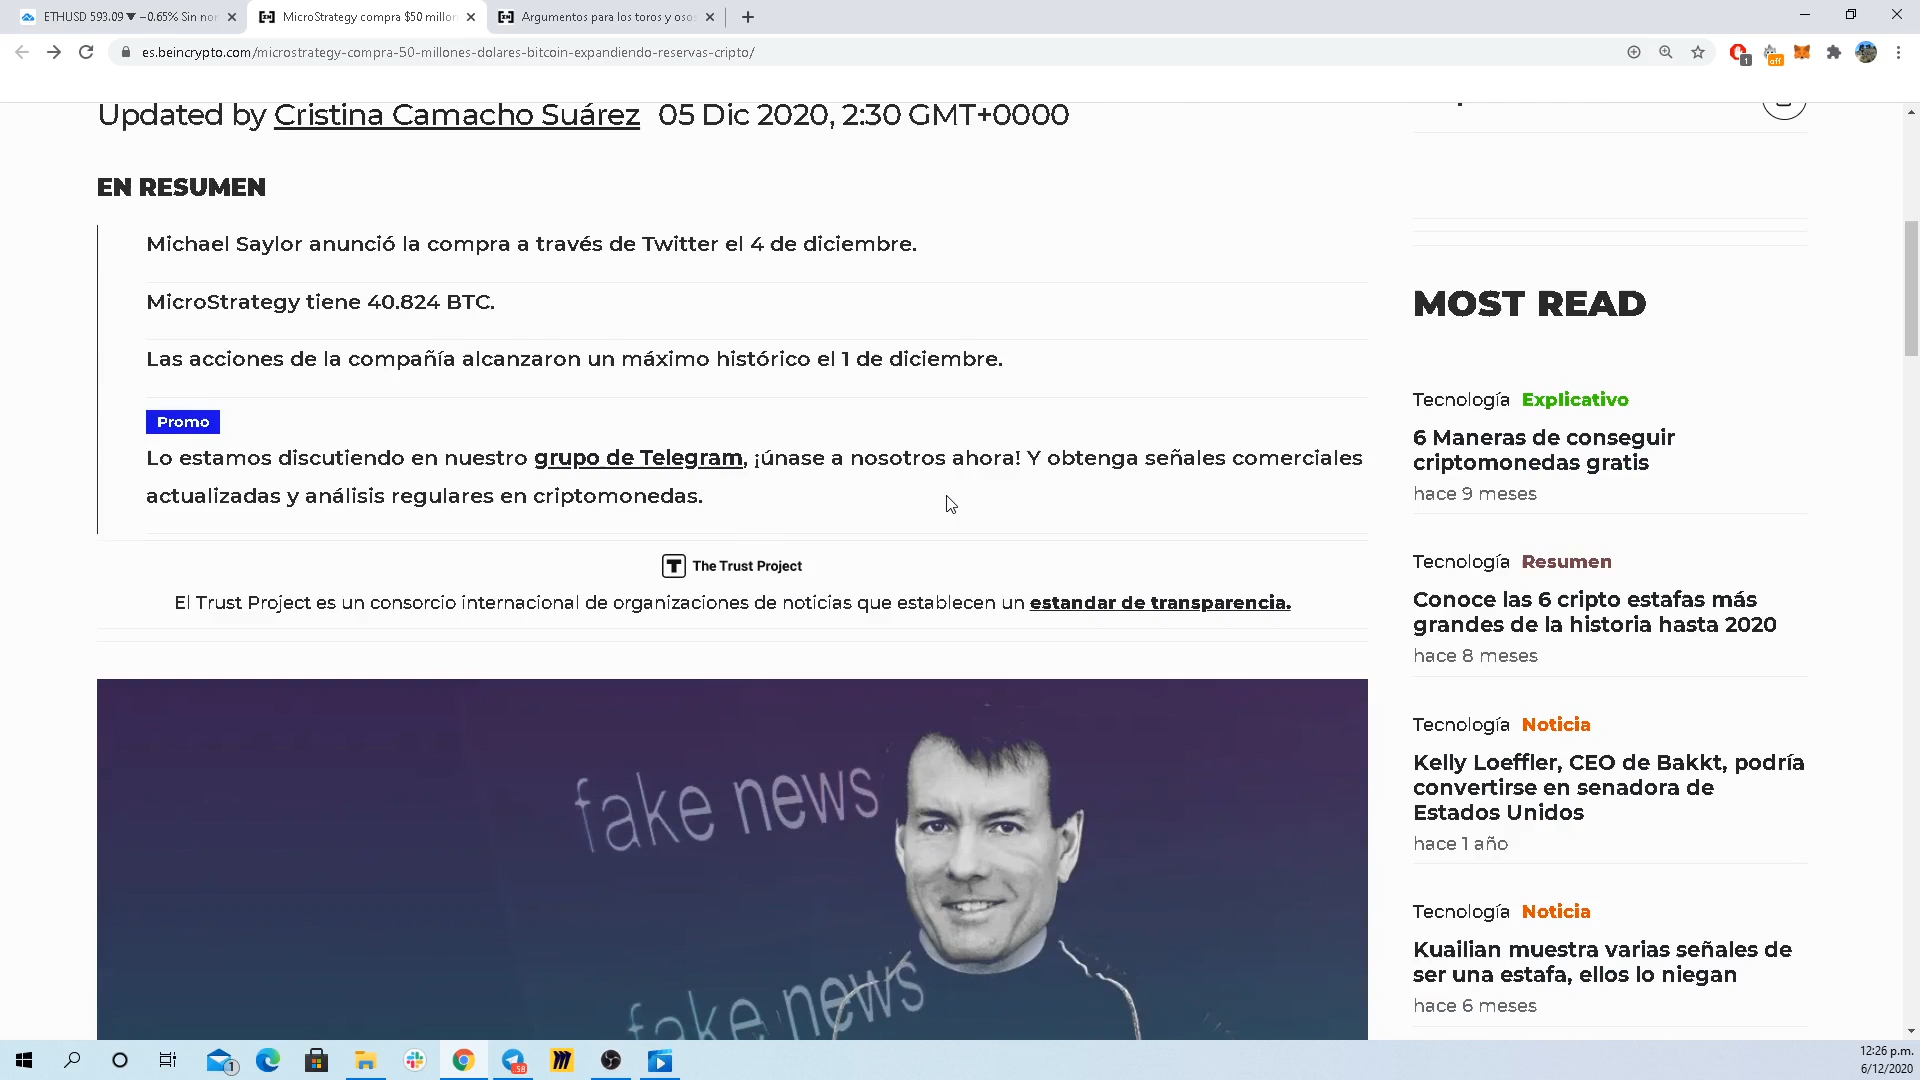 ETHUSD 593.09 ▼ −0.65% Sin nor
MicroStrategy compra $50 millon
Argumentos para los toros y oso
es.beincrypto.com/microstrategy-compra-50-millones-dolares-bitcoin-expandiendo-reservas-cripto/
1
off
Updated by Cristina Camacho Suárez 05 Dic 2020, 2:30 GMT+0000
EN RESUMEN
Michael Saylor anunció la compra a través de Twitter el 4 de diciembre.
MicroStrategy tiene 40.824 BTC.
Las acciones de la compañía alcanzaron un máximo histórico el 1 de diciembre.
Promo
Lo estamos discutiendo en nuestro grupo de Telegram, ¡únase a nosotros ahora! Y obtenga señales comerciales
actualizadas y análisis regulares en criptomonedas.
T The Trust Project
El Trust Project es un consorcio internacional de organizaciones de noticias que establecen un estandar de transparencia.
fake news
fake news
MOST READ
Tecnología Explicativo
6 Maneras de conseguir
criptomonedas gratis
hace 9 meses
Tecnología Resumen
Conoce las 6 cripto estafas más
grandes de la historia hasta 2020
hace 8 meses
Tecnología Noticia
Kelly Loeffler, CEO de Bakkt, podría
convertirse en senadora de
Estados Unidos
hace 1 año
Tecnología Noticia
Kuailian muestra varias señales de
ser una estafa, ellos lo niegan
hace 6 meses
1
58
12:26 p.m.
6/12/2020